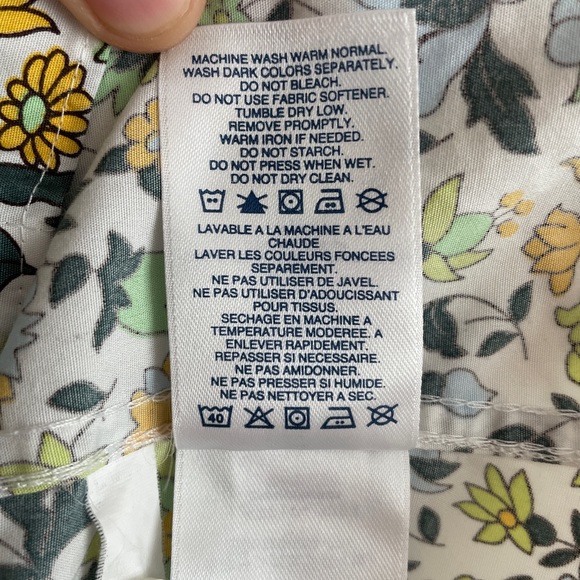 MACHINE WASH WARM NORMAL.
WASH DARK COLORS SEPARATELY.
DO NOT BLEACH.
DO NOT USE FABRIC SOFTENER.
TUMBLE DRY LOW.
REMOVE PROMPTLY.
WARM IRON IF NEEDED.
DO NOT STARCH.
DO NOT PRESS WHEN WET.
DO NOT DRY CLEAN.
LAVABLE A LA MACHINE A L'EAU
CHAUDE
LAVER LES COULEURS FONCEES
SEPAREMENT.
NE PAS UTILISER DE JAVEL.
NE PAS UTILISER D'ADOUCISSANT
POUR TISSUS.
SECHAGE EN MACHINE A
TEMPERATURE MODEREE. A
ENLEVER RAPIDEMENT.
REPASSER SI NECESSAIRE.
NE PAS AMIDONNER.
NE PAS PRESSER SI HUMIDE.
NE PAS NETTOYER A SEC.
40